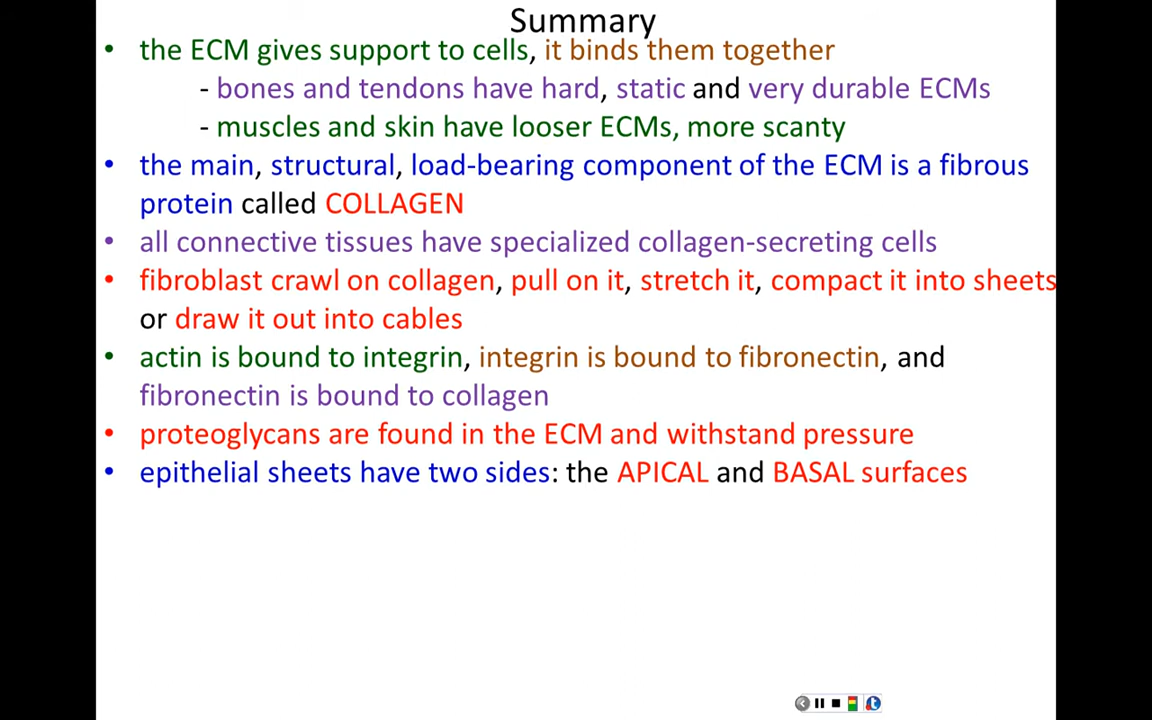 Summary
• the ECM gives support to cells, it binds them together
- bones and tendons have hard, static and very durable ECMs
- muscles and skin have looser ECMs, more scanty
• the main, structural, load-bearing component of the ECM is a fibrous
protein called COLLAGEN
• all connective tissues have specialized collagen-secreting cells
• fibroblast crawl on collagen, pull on it, stretch it, compact it into sheets
or draw it out into cables
• actin is bound to integrin, integrin is bound to fibronectin, and
fibronectin is bound to collagen
• proteoglycans are found in the ECM and withstand pressure
• epithelial sheets have two sides: the APICAL and BASAL surfaces